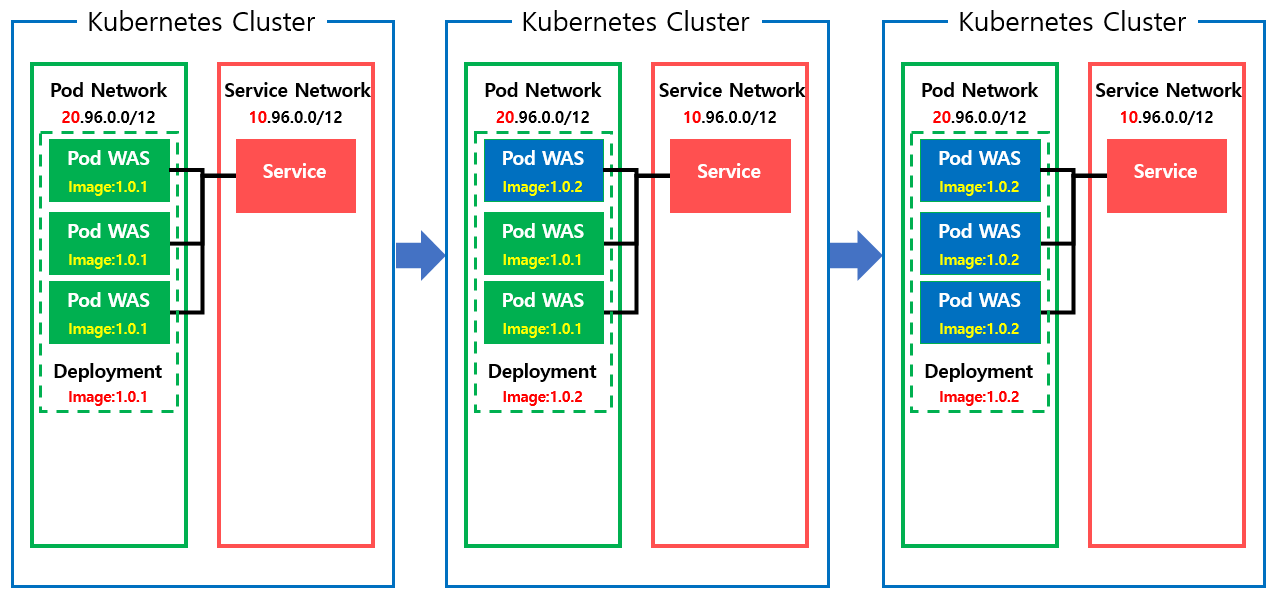 Kubernetes Cluster
Pod Network
20.96.0.0/12
Pod WAS
Image:1.0.1
Pod WAS
Image:1.0.1
Pod WAS
Image:1.0.1
Deployment
Image:1.0.1
Service Network
10.96.0.0/12
Service
Kubernetes Cluster
Pod Network
20.96.0.0/12
Pod WAS
Image:1.0.2
Pod WAS
Image:1.0.1
Pod WAS
Image:1.0.1
Deployment
Image:1.0.2
Service Network
10.96.0.0/12
Service
Kubernetes Cluster
Pod Network
20.96.0.0/12
Pod WAS
Image:1.0.2
Pod WAS
Image:1.0.2
Pod WAS
Image:1.0.2
Deployment
Image:1.0.2
Service Network
10.96.0.0/12
Service